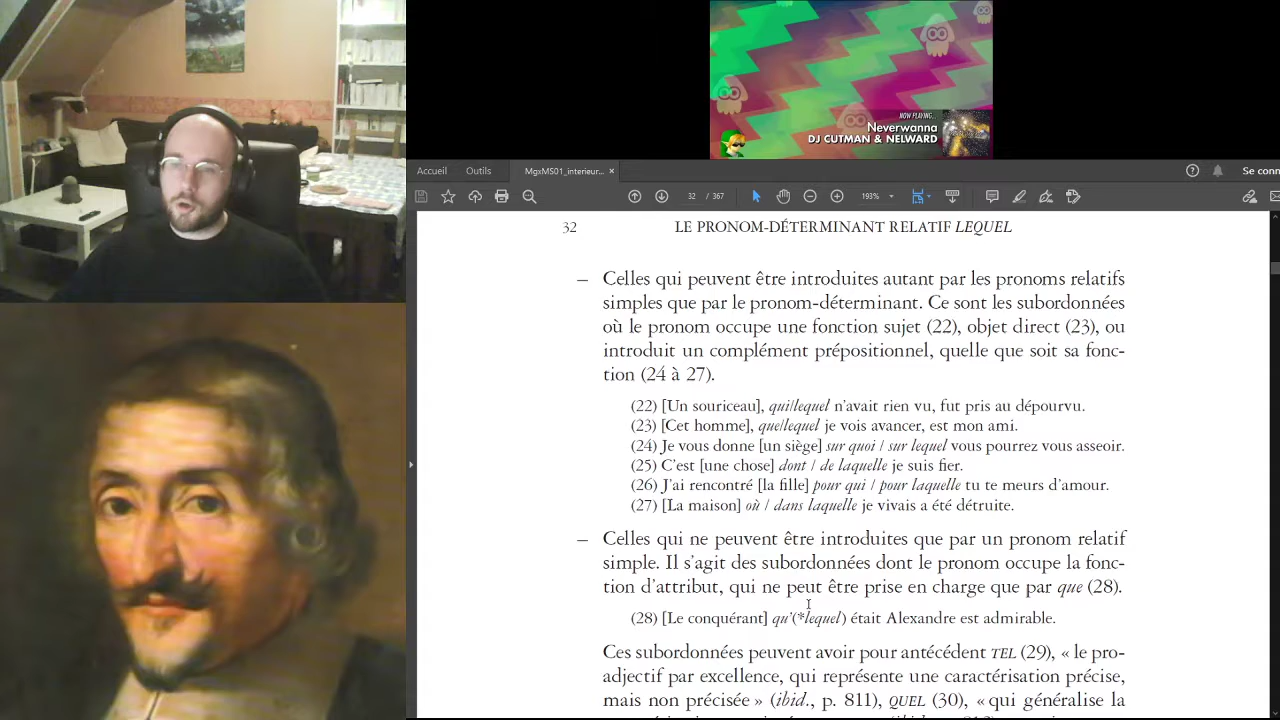 NOW PLAYING...
Neverwanna
DJ CUTMAN & NELWARD
Accueil Outils MgxMS01_interieur... × Se conn
32 / 367 193%
32 LE PRONOM-DÉTERMINANT RELATIF LEQUEL
– Celles qui peuvent être introduites autant par les pronoms relatifs
simples que par le pronom-déterminant. Ce sont les subordonnées
où le pronom occupe une fonction sujet (22), objet direct (23), ou
introduit un complément prépositionnel, quelle que soit sa fonc-
tion (24 à 27).
(22) [Un souriceau], qui/lequel n'avait rien vu, fut pris au dépourvu.
(23) [Cet homme], que/lequel je vois avancer, est mon ami.
(24) Je vous donne [un siège] sur quoi / sur lequel vous pourrez vous asseoir.
(25) C'est [une chose] dont / de laquelle je suis fier.
(26) J'ai rencontré [la fille] pour qui / pour laquelle tu te meurs d'amour.
(27) [La maison] où / dans laquelle je vivais a été détruite.
– Celles qui ne peuvent être introduites que par un pronom relatif
simple. Il s'agit des subordonnées dont le pronom occupe la fonc-
tion d'attribut, qui ne peut être prise en charge que par que (28).
(28) [Le conquérant] qu'(*lequel) était Alexandre est admirable.
Ces subordonnées peuvent avoir pour antécédent TEL (29), « le pro-
adjectif par excellence, qui représente une caractérisation précise,
mais non précisée » (ibid., p. 811), QUEL (30), « qui généralise la